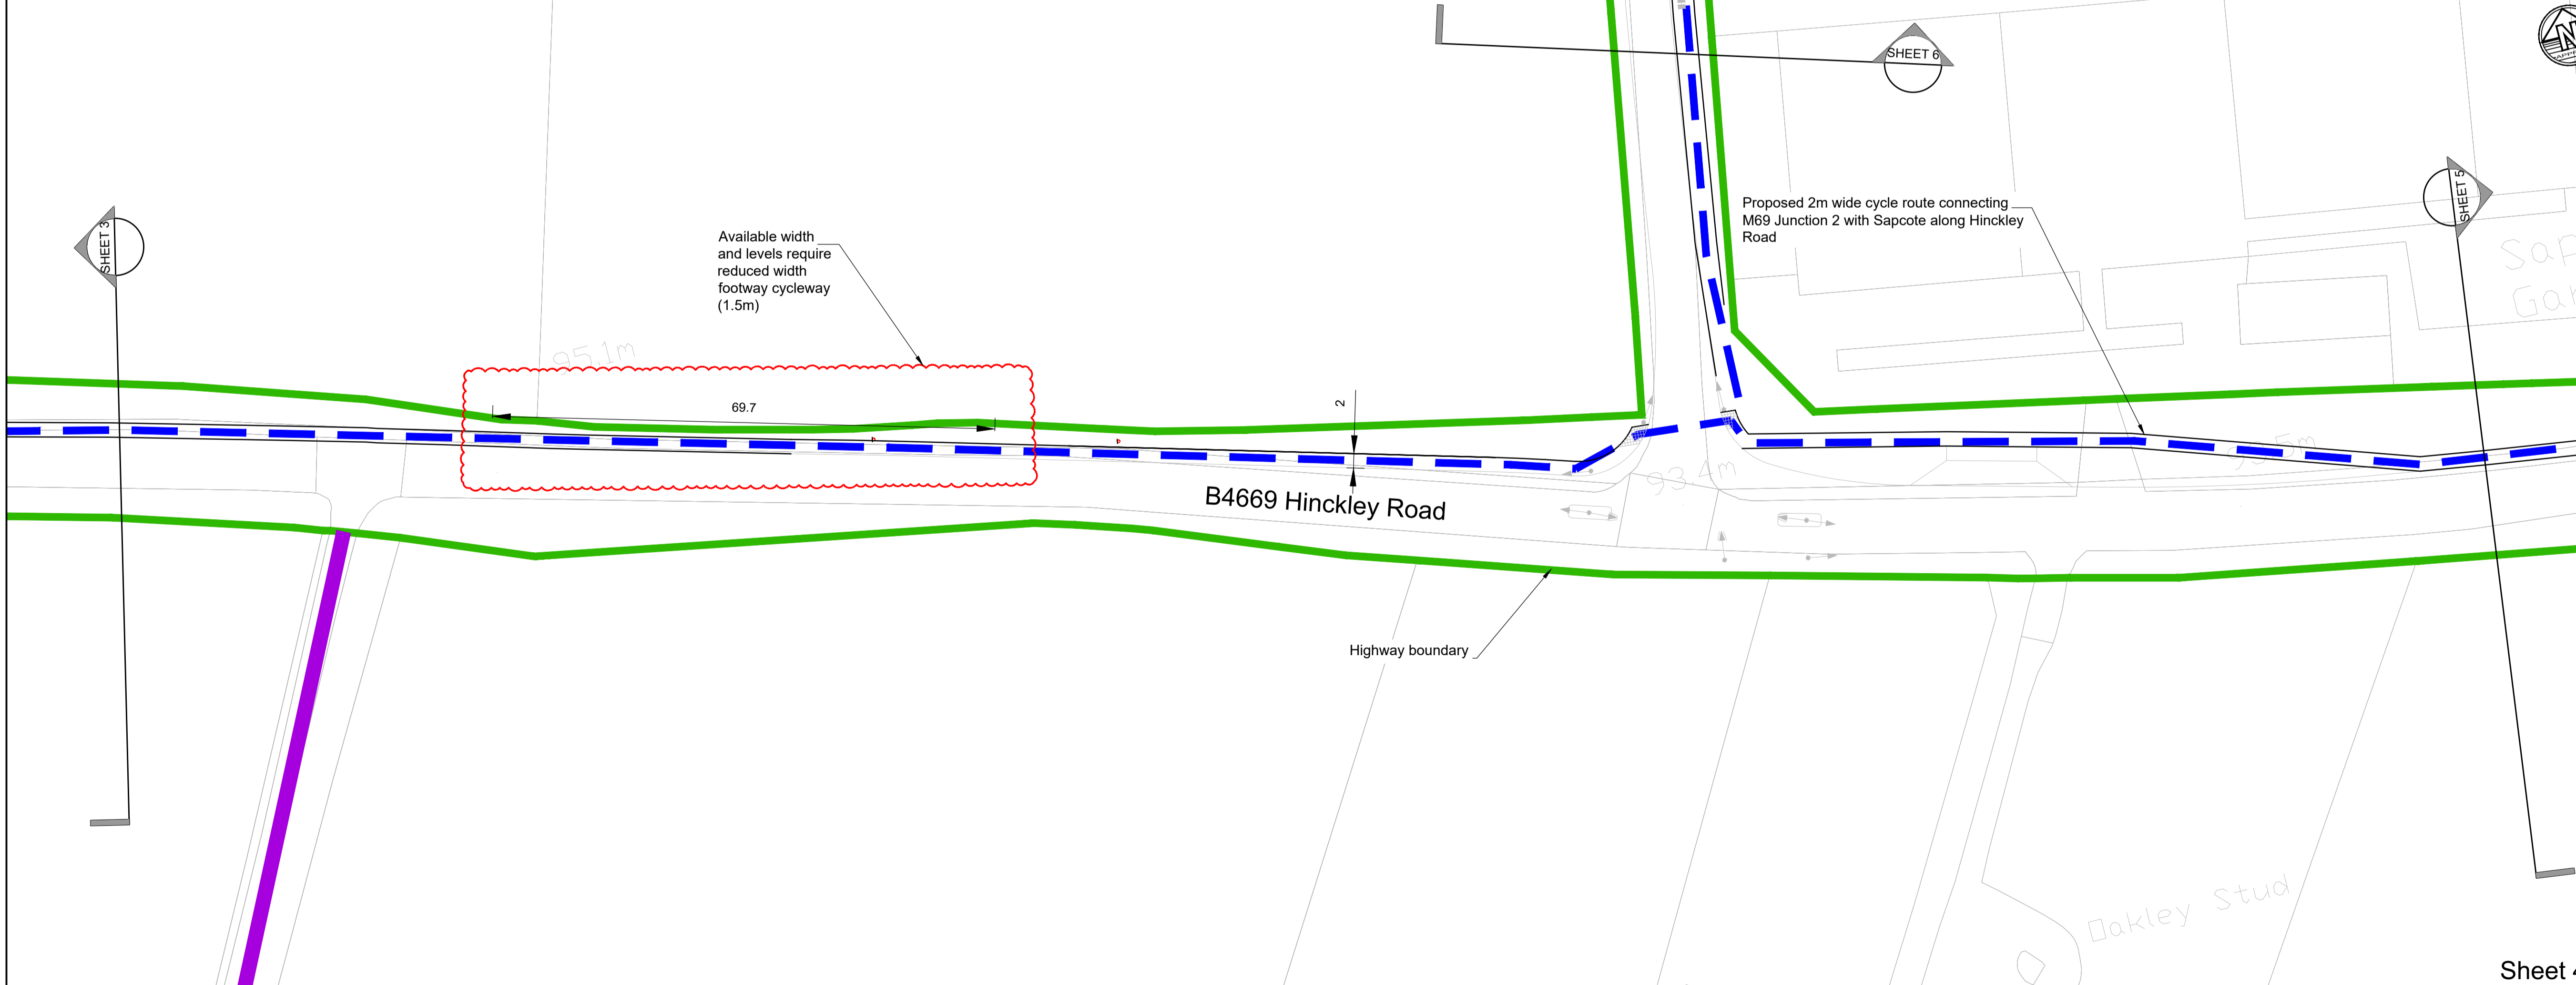 SHEET 6
N
SHEET 3
SHEET 5
Available width
and levels require
reduced width
footway cycleway
(1.5m)
Proposed 2m wide cycle route connecting
M69 Junction 2 with Sapcote along Hinckley
Road
95.1m
69.7
2
93.4m
B4669 Hinckley Road
Highway boundary
Oakley Stud
Sheet 4